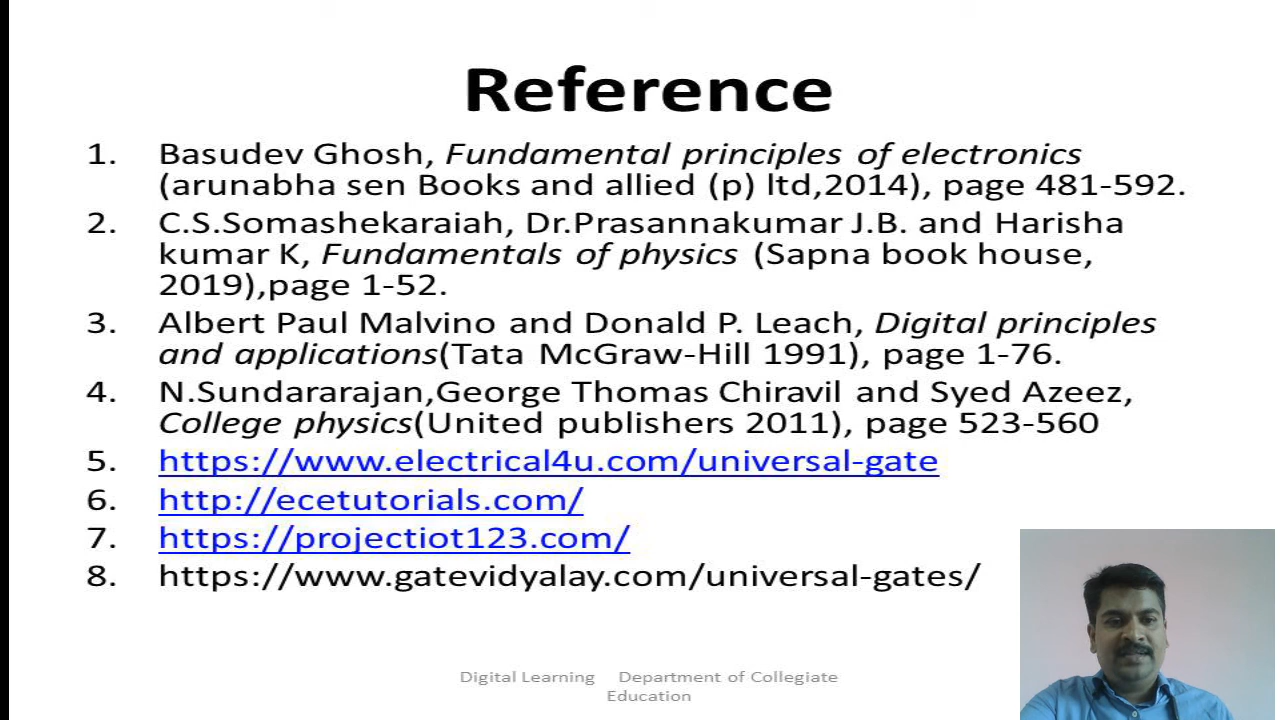 Reference
1. Basudev Ghosh, Fundamental principles of electronics
(arunabha sen Books and allied (p) ltd,2014), page 481-592.
2. C.S.Somashekaraiah, Dr.Prasannakumar J.B. and Harisha
kumar K, Fundamentals of physics (Sapna book house,
2019),page 1-52.
3. Albert Paul Malvino and Donald P. Leach, Digital principles
and applications(Tata McGraw-Hill 1991), page 1-76.
4. N.Sundararajan,George Thomas Chiravil and Syed Azeez,
College physics(United publishers 2011), page 523-560
5. https://www.electrical4u.com/universal-gate
6. http://ecetutorials.com/
7. https://projectiot123.com/
8. https://www.gatevidyalay.com/universal-gates/
Digital Learning Department of Collegiate
Education